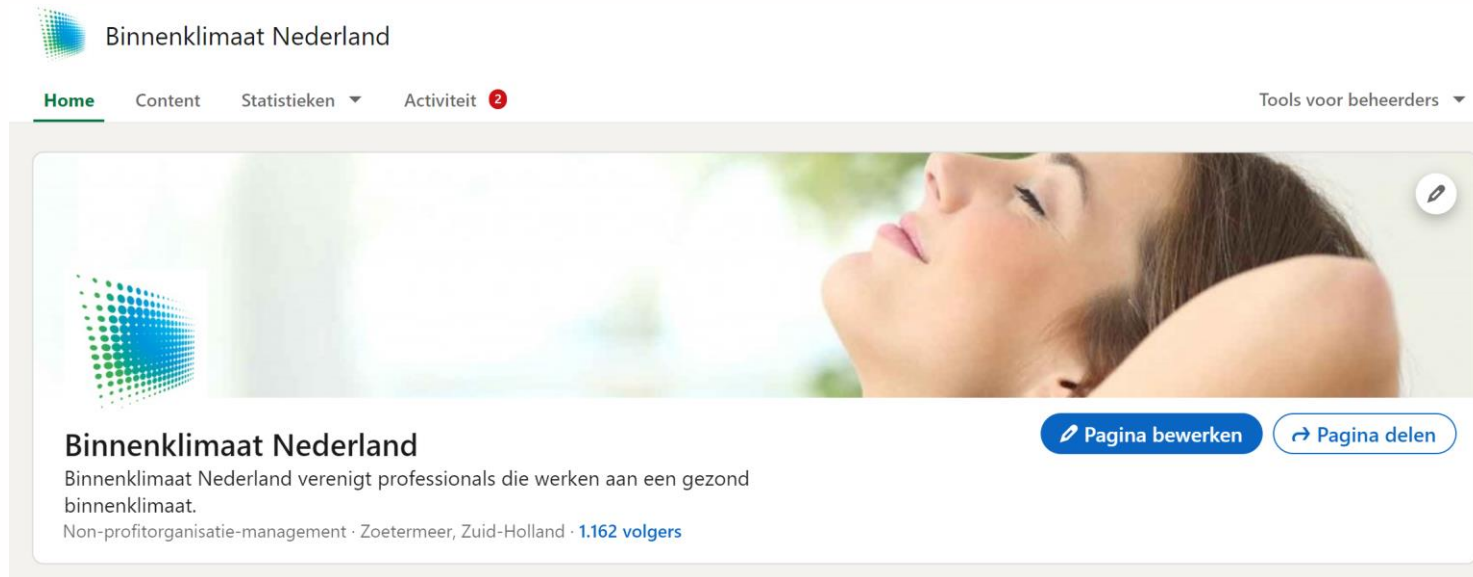 Binnenklimaat Nederland
Home Content Statistieken Activiteit 2 Tools voor beheerders
Binnenklimaat Nederland
Pagina bewerken Pagina delen
Binnenklimaat Nederland verenigt professionals die werken aan een gezond
binnenklimaat.
Non-profitorganisatie-management · Zoetermeer, Zuid-Holland · 1.162 volgers